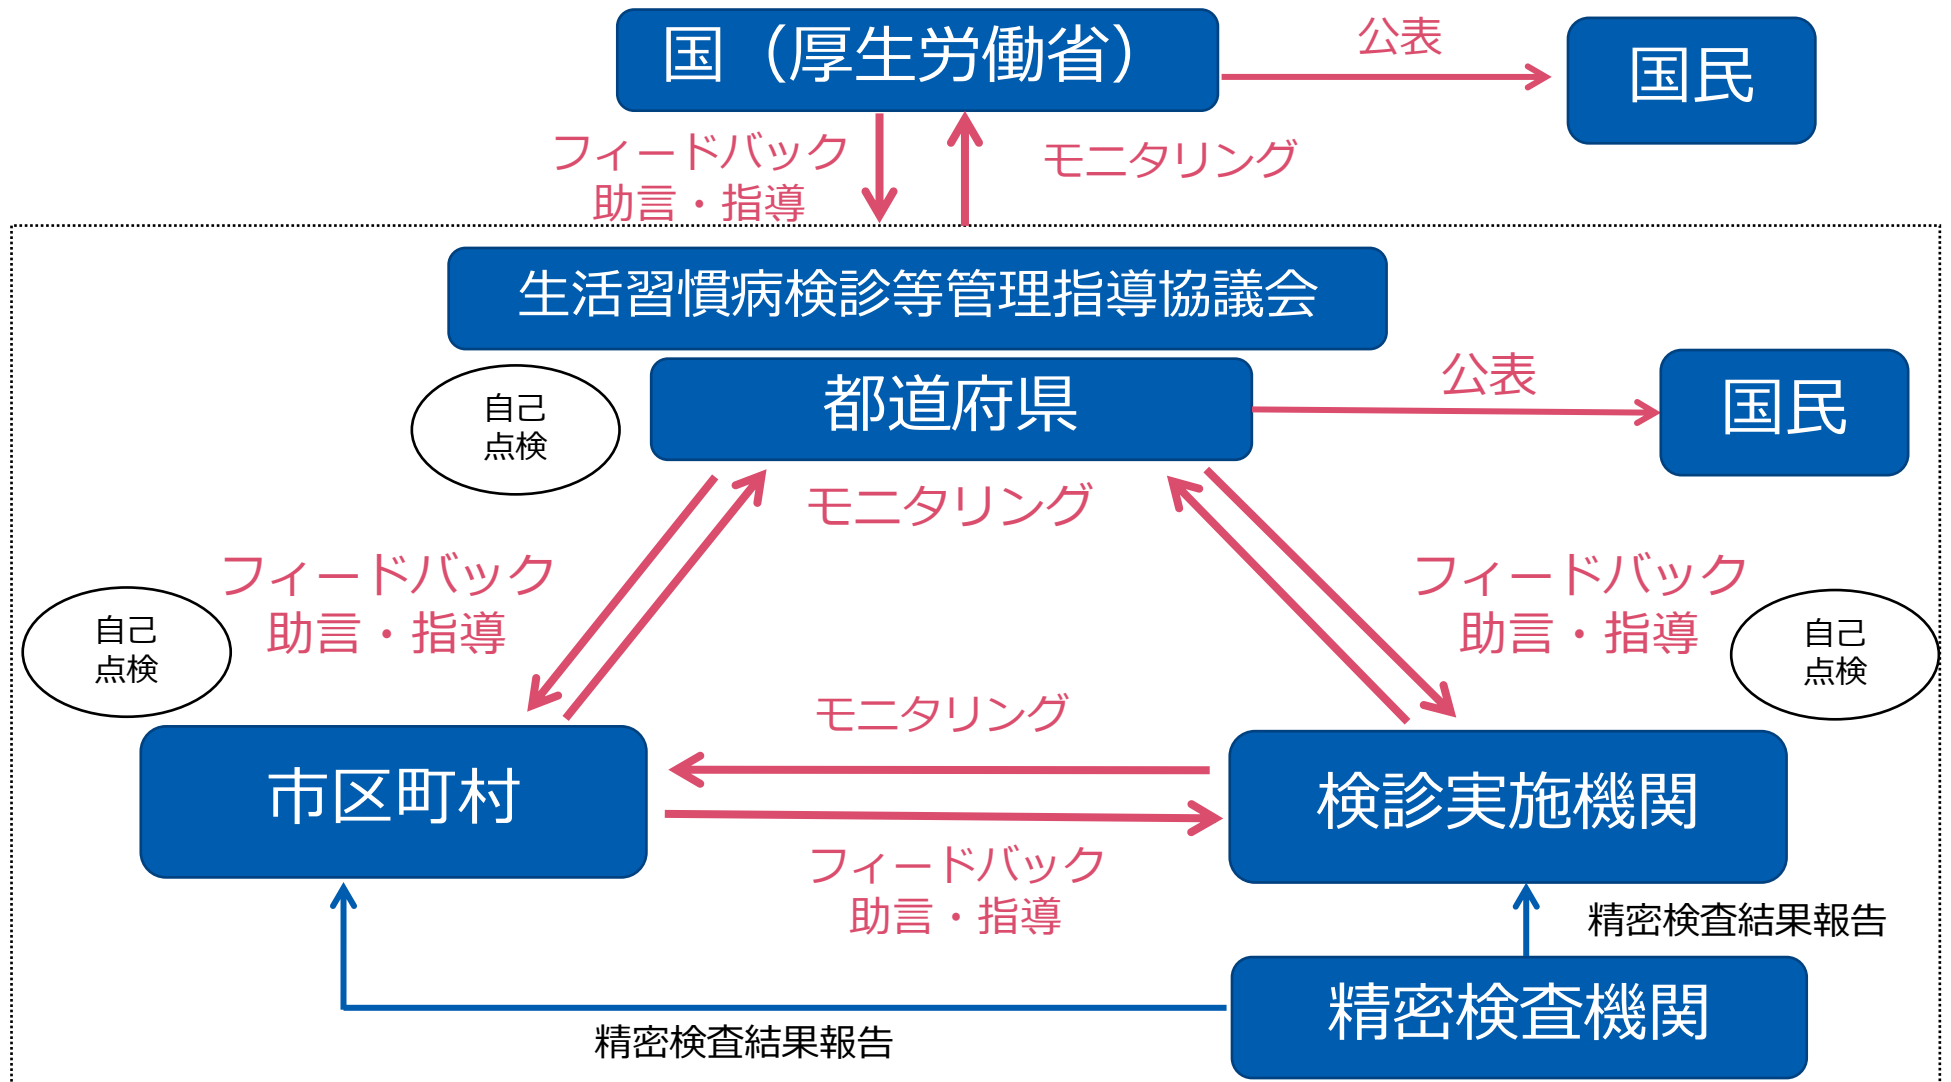 国（厚生労働省）
公表
国民
フィードバック
助言・指導
モニタリング
生活習慣病検診等管理指導協議会
都道府県
公表
国民
自己
点検
モニタリング
フィードバック
助言・指導
フィードバック
助言・指導
自己
点検
自己
点検
モニタリング
市区町村
検診実施機関
フィードバック
助言・指導
精密検査結果報告
精密検査機関
精密検査結果報告